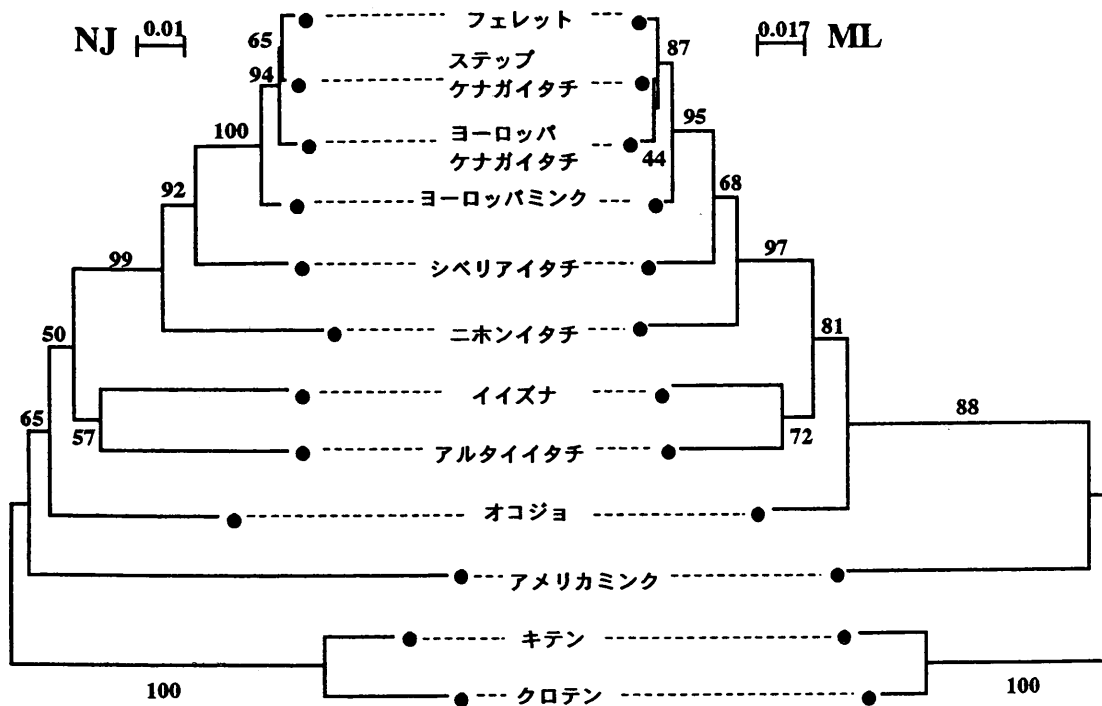 NJ 0.01
0.017 ML
フェレット
65
87
ステップ
ケナガイタチ
94
ヨーロッパ
ケナガイタチ
100
95
44
ヨーロッパミンク
92
68
シベリアイタチ
99
97
ニホンイタチ
50
81
イイズナ
65
57
72
88
アルタイイタチ
オコジョ
アメリカミンク
キテン
クロテン
100
100